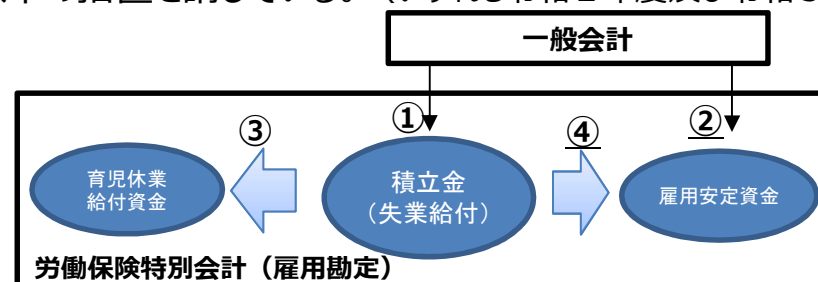 一般会計
③
①
④
②
育児休業
給付資金
積立金
（失業給付）
雇用安定資金
労働保険特別会計（雇用勘定）